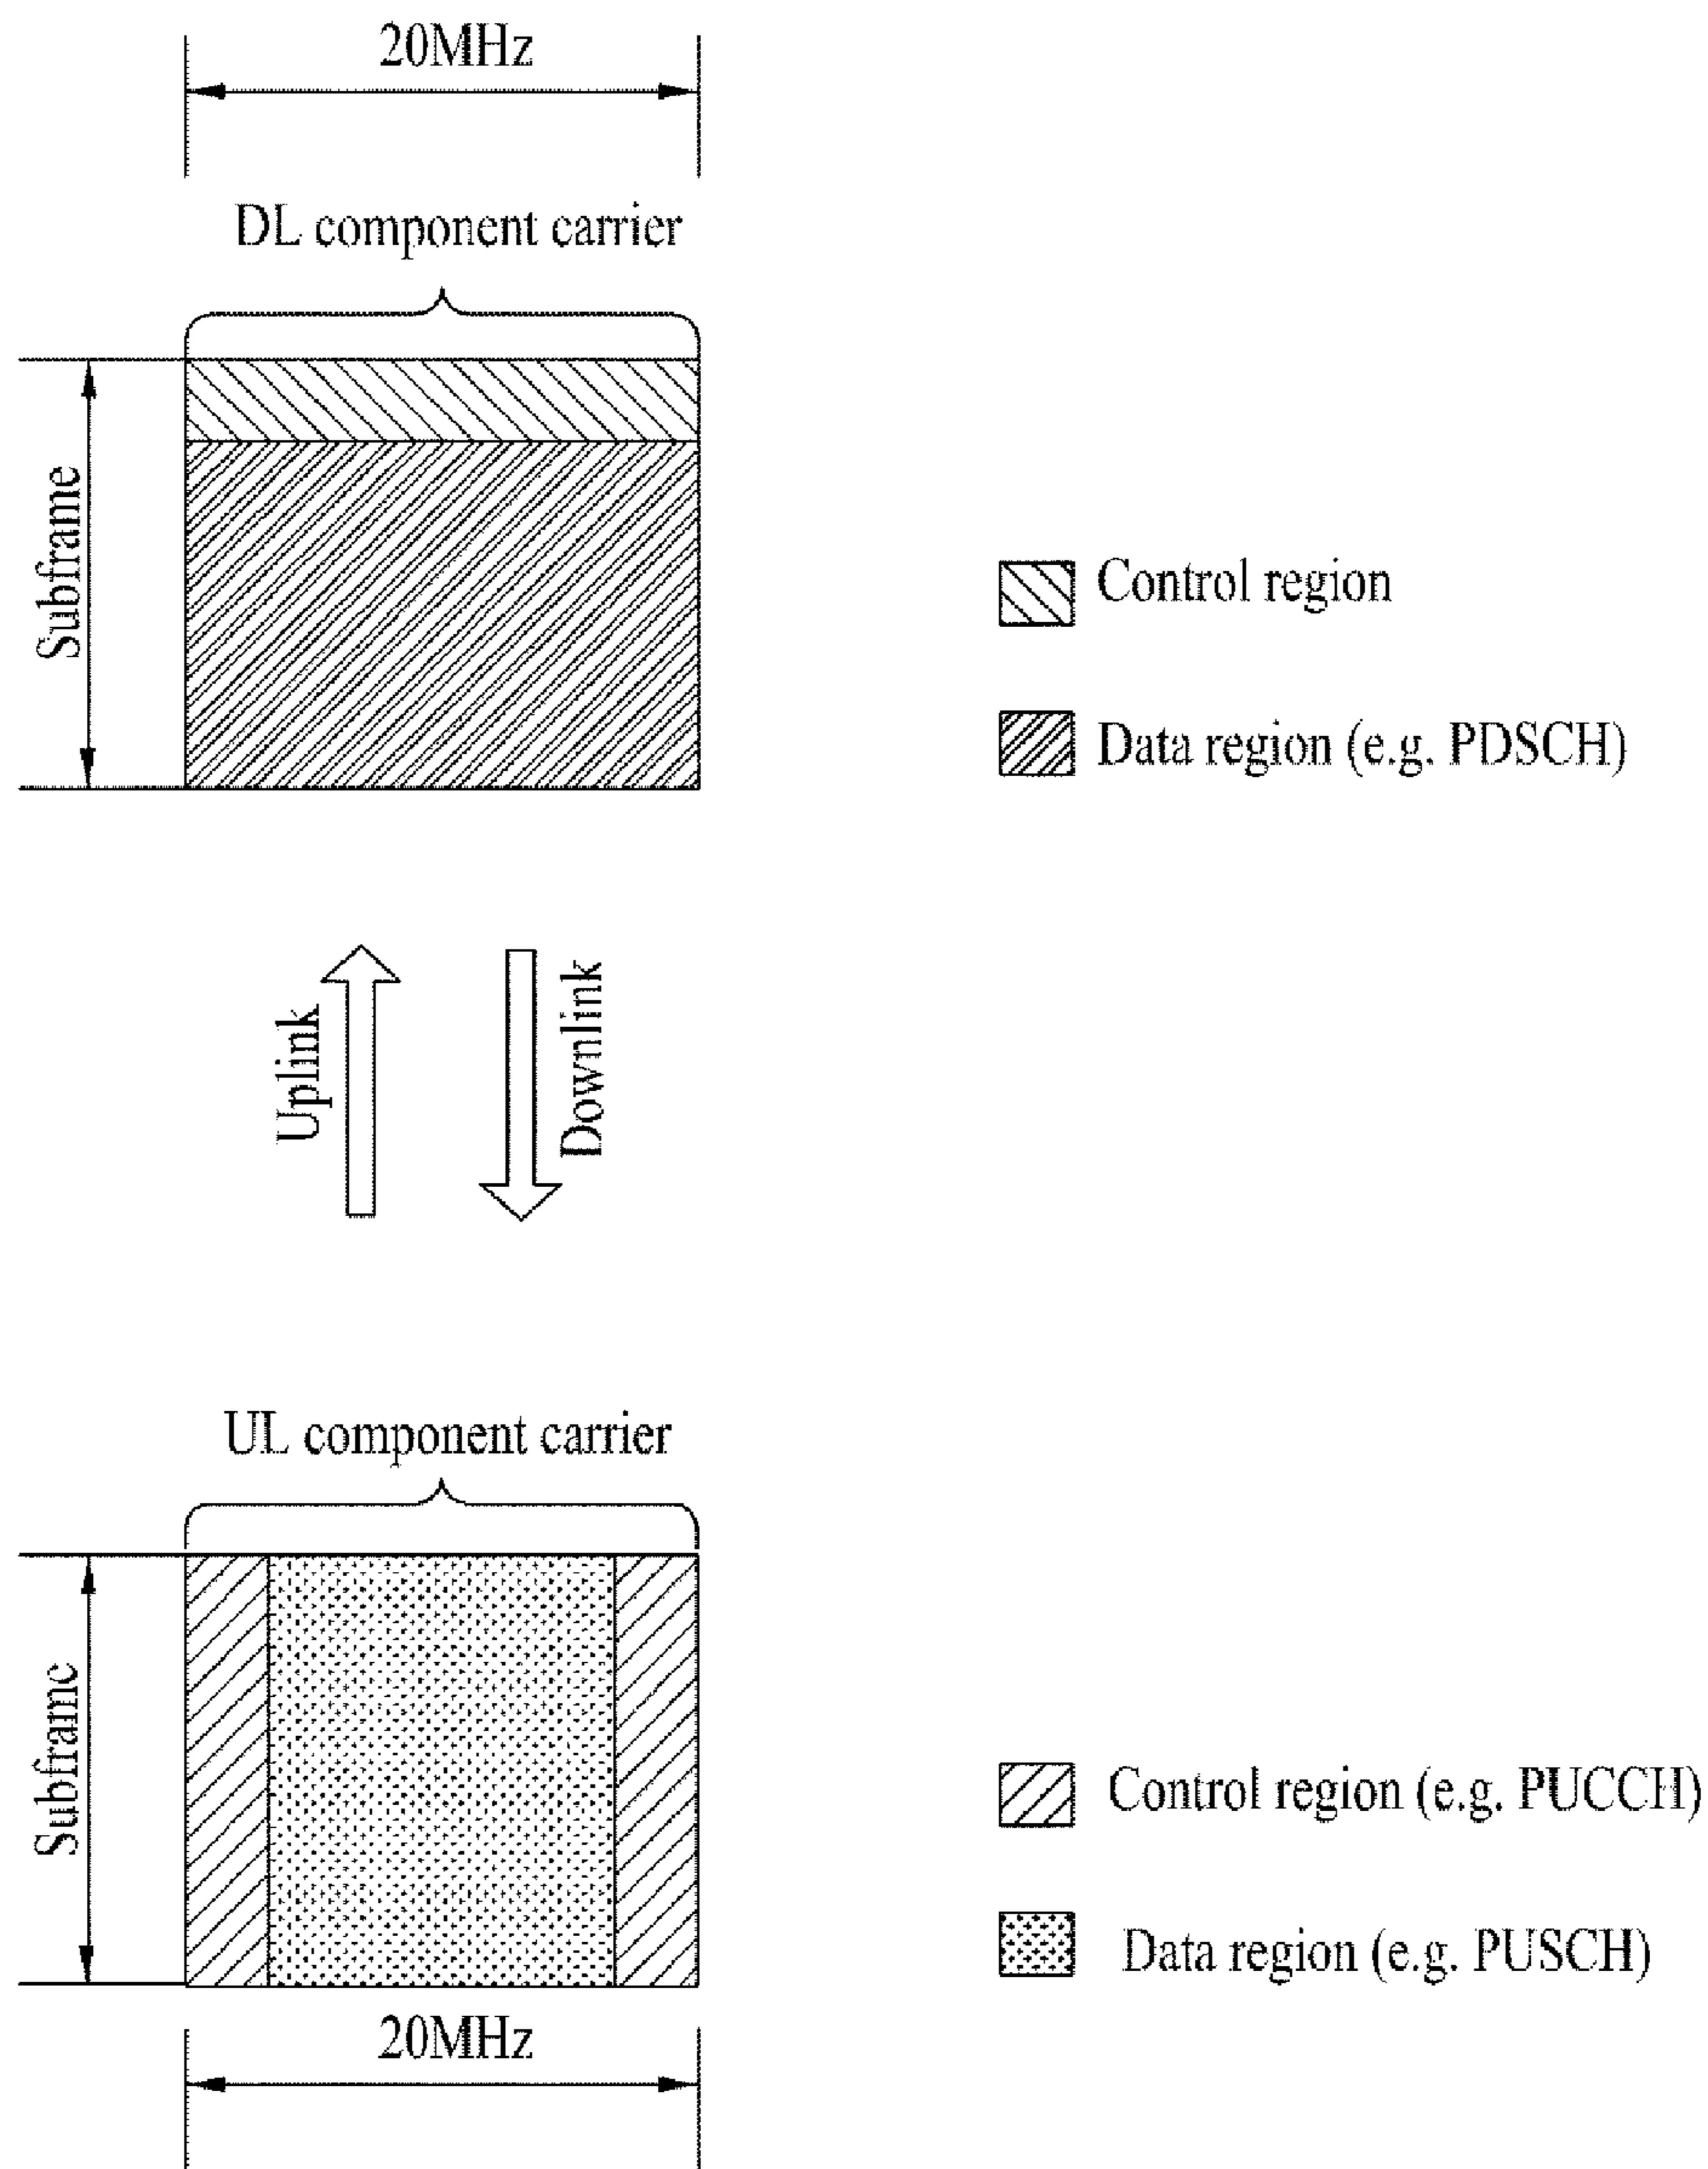 20MHz
DL component carrier
Subframe
Control region
Data region (e.g. PDSCH)
Uplink
Downlink
UL component carrier
Subframe
Control region (e.g. PUCCH)
Data region (e.g. PUSCH)
20MHz